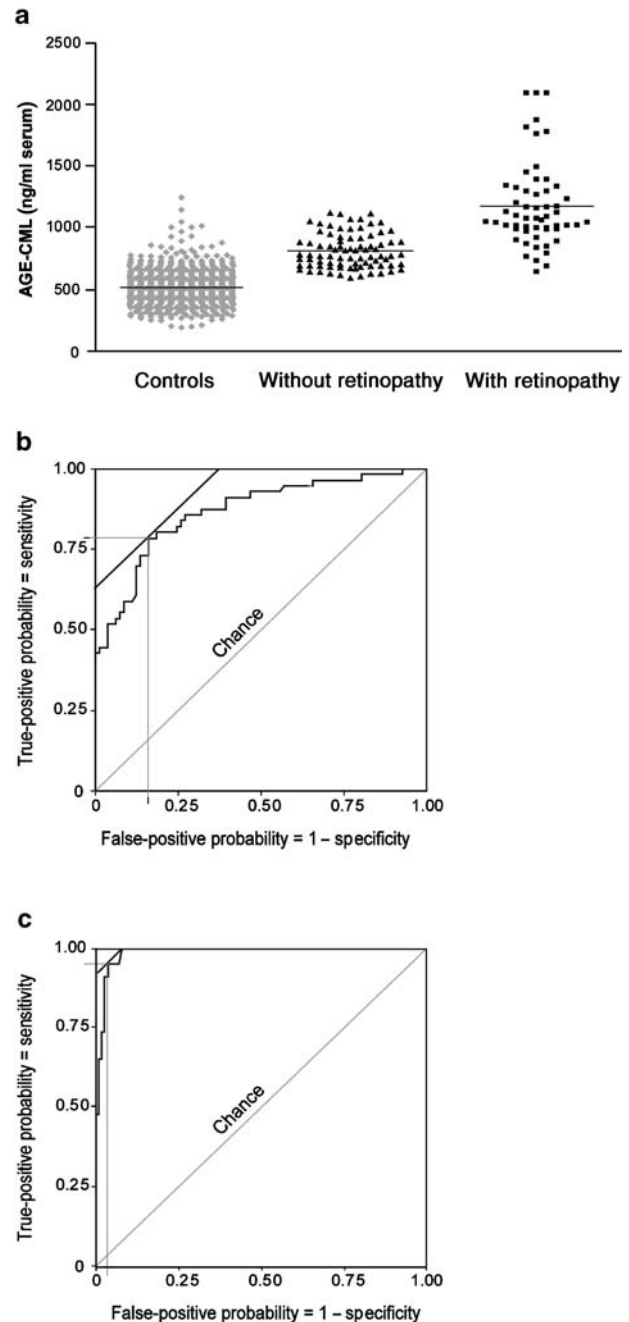 a
AGE-CML (ng/ml serum)
2500
2000
1500
1000
500
0
Controls Without retinopathy With retinopathy
b
True-positive probability = sensitivity
1.00
0.75
0.50
0.25
0
Chance
0 0.25 0.50 0.75 1.00
False-positive probability = 1 – specificity
c
True-positive probability = sensitivity
1.00
0.75
0.50
0.25
0
Chance
0 0.25 0.50 0.75 1.00
False-positive probability = 1 – specificity